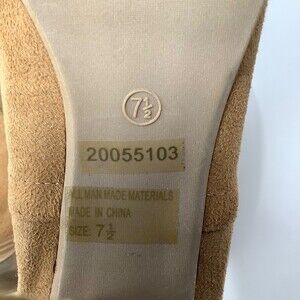 7½
20055103
ALL MAN MADE MATERIALS
MADE IN CHINA
SIZE: 7½